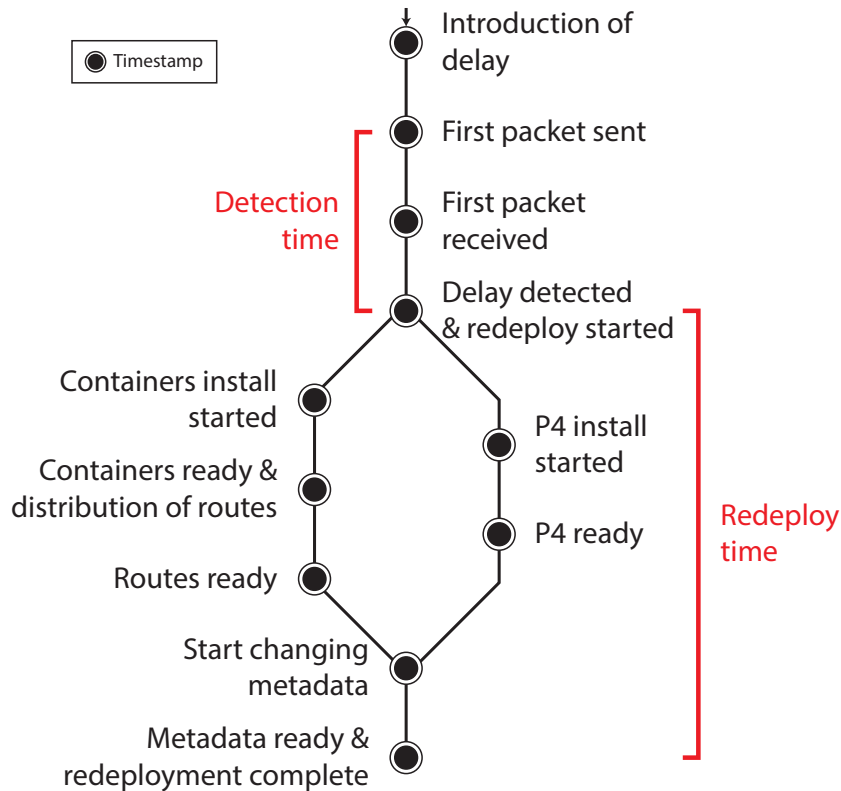 Introduction of
delay
Timestamp
First packet sent
Detection
time
First packet
received
Delay detected
& redeploy started
Containers install
started
P4 install
started
Containers ready &
distribution of routes
Redeploy
time
P4 ready
Routes ready
Start changing
metadata
Metadata ready &
redeployment complete